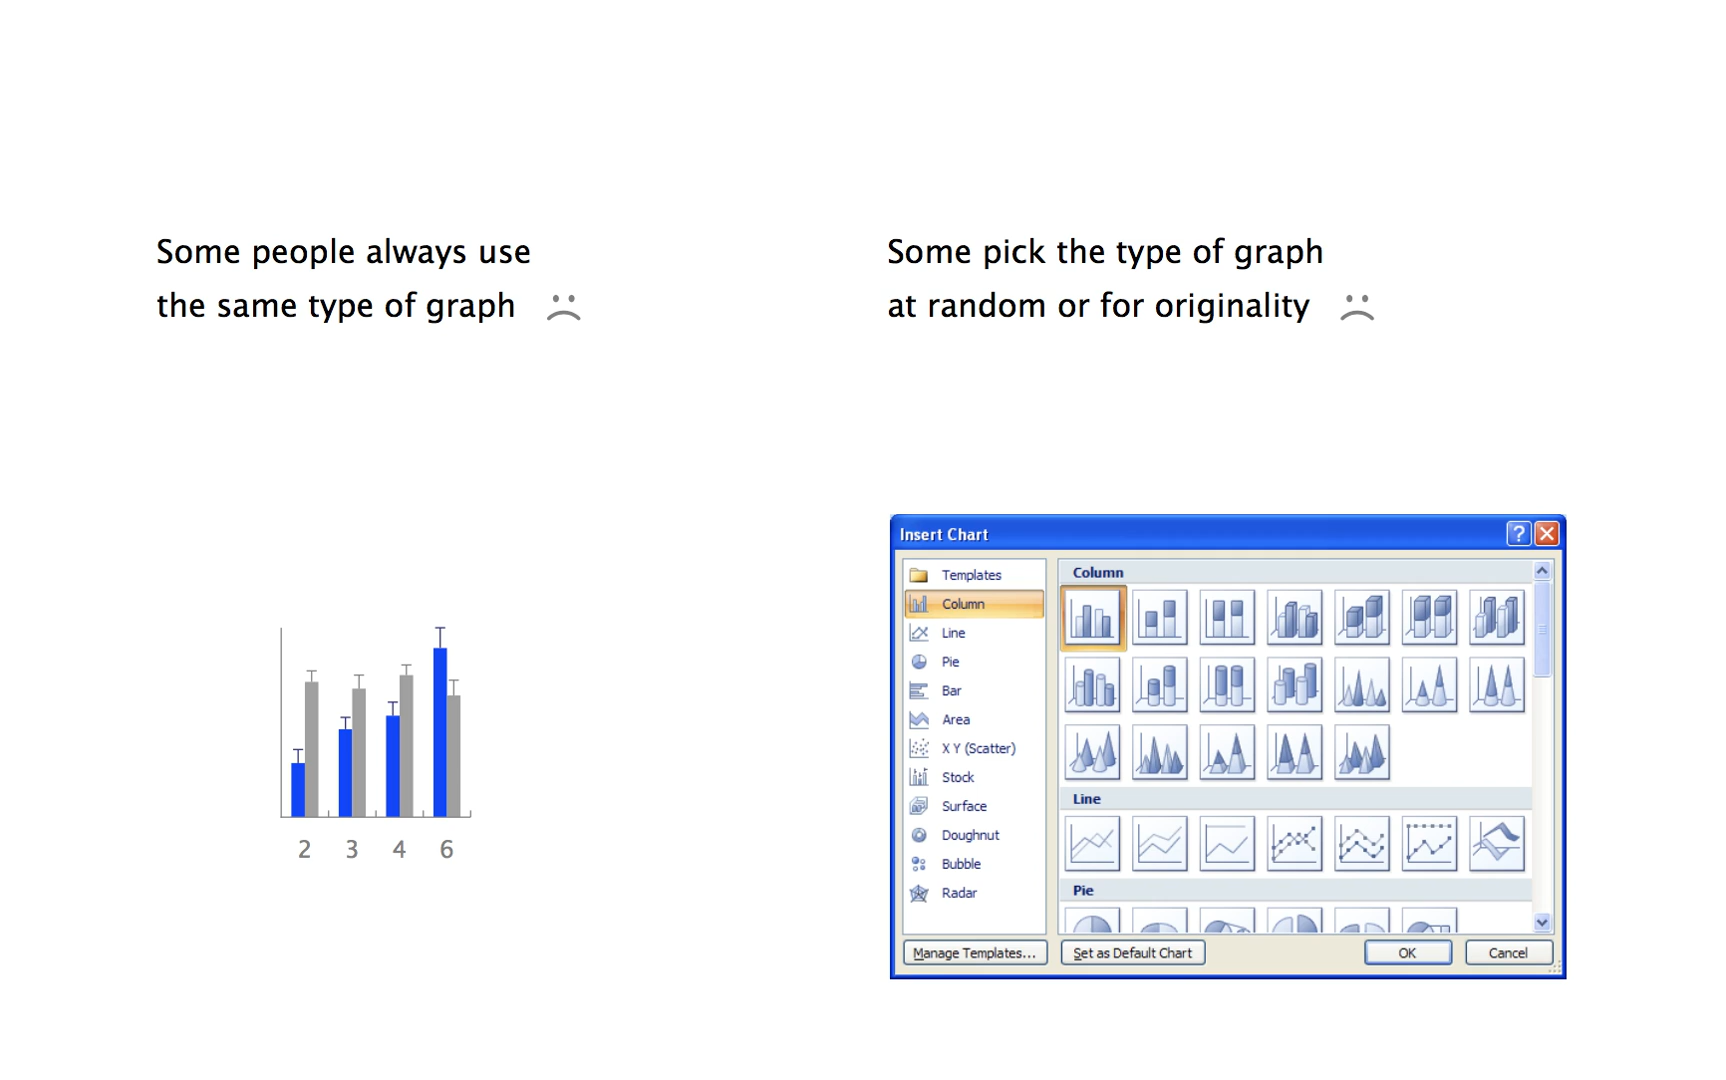 Some people always use
the same type of graph
Some pick the type of graph
at random or for originality
2 3 4 6
Insert Chart
Templates
Column
Line
Pie
Bar
Area
X Y (Scatter)
Stock
Surface
Doughnut
Bubble
Radar
Column
Line
Pie
Manage Templates...
Set as Default Chart
OK
Cancel